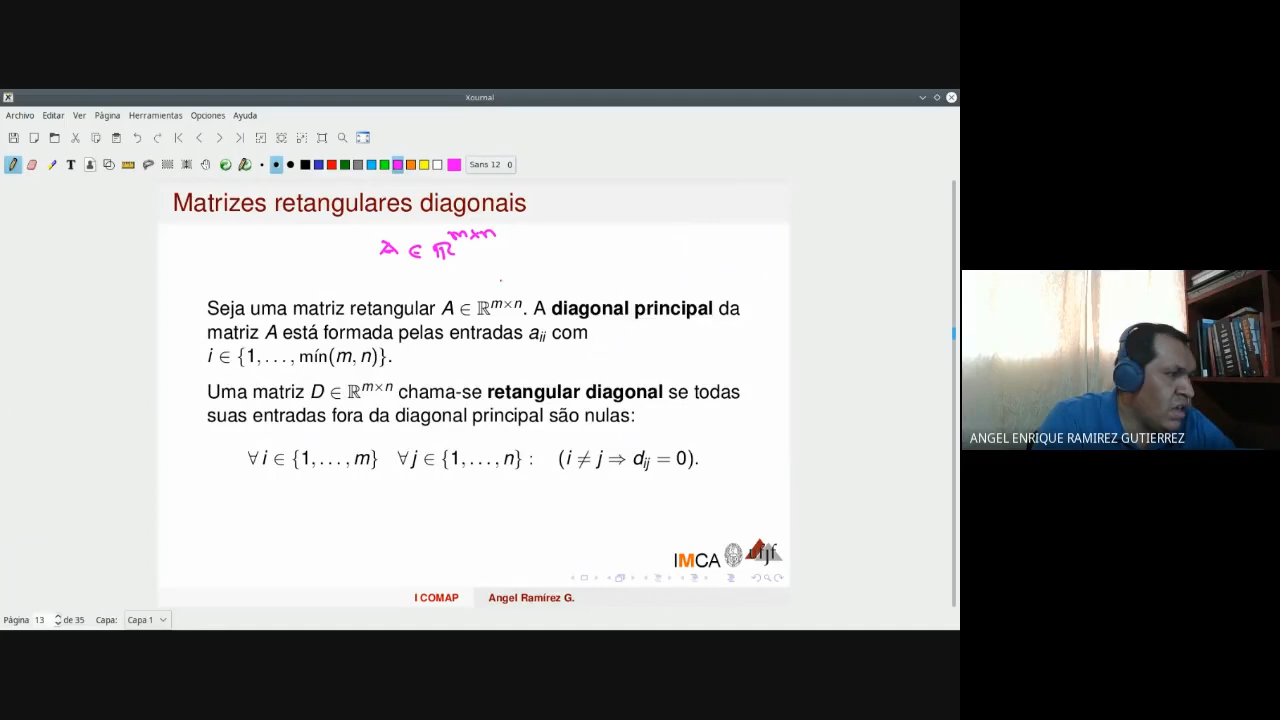 Xournal
Archivo Editar Ver Página Herramientas Opciones Ayuda
T Sans 12 0
Matrizes retangulares diagonais
A ∈ ℝ^{m×n}
Seja uma matriz retangular A ∈ ℝ^{m×n}. A diagonal principal da
matriz A está formada pelas entradas a_{ii} com
i ∈ {1, . . . , mín(m, n)}.
Uma matriz D ∈ ℝ^{m×n} chama-se retangular diagonal se todas
suas entradas fora da diagonal principal são nulas:
∀ i ∈ {1, . . . , m} ∀ j ∈ {1, . . . , n} : (i ≠ j ⇒ d_{ij} = 0).
IMCA ufjf
I COMAP Angel Ramírez G.
Página 13 de 35 Capa: Capa 1
ANGEL ENRIQUE RAMIREZ GUTIERREZ